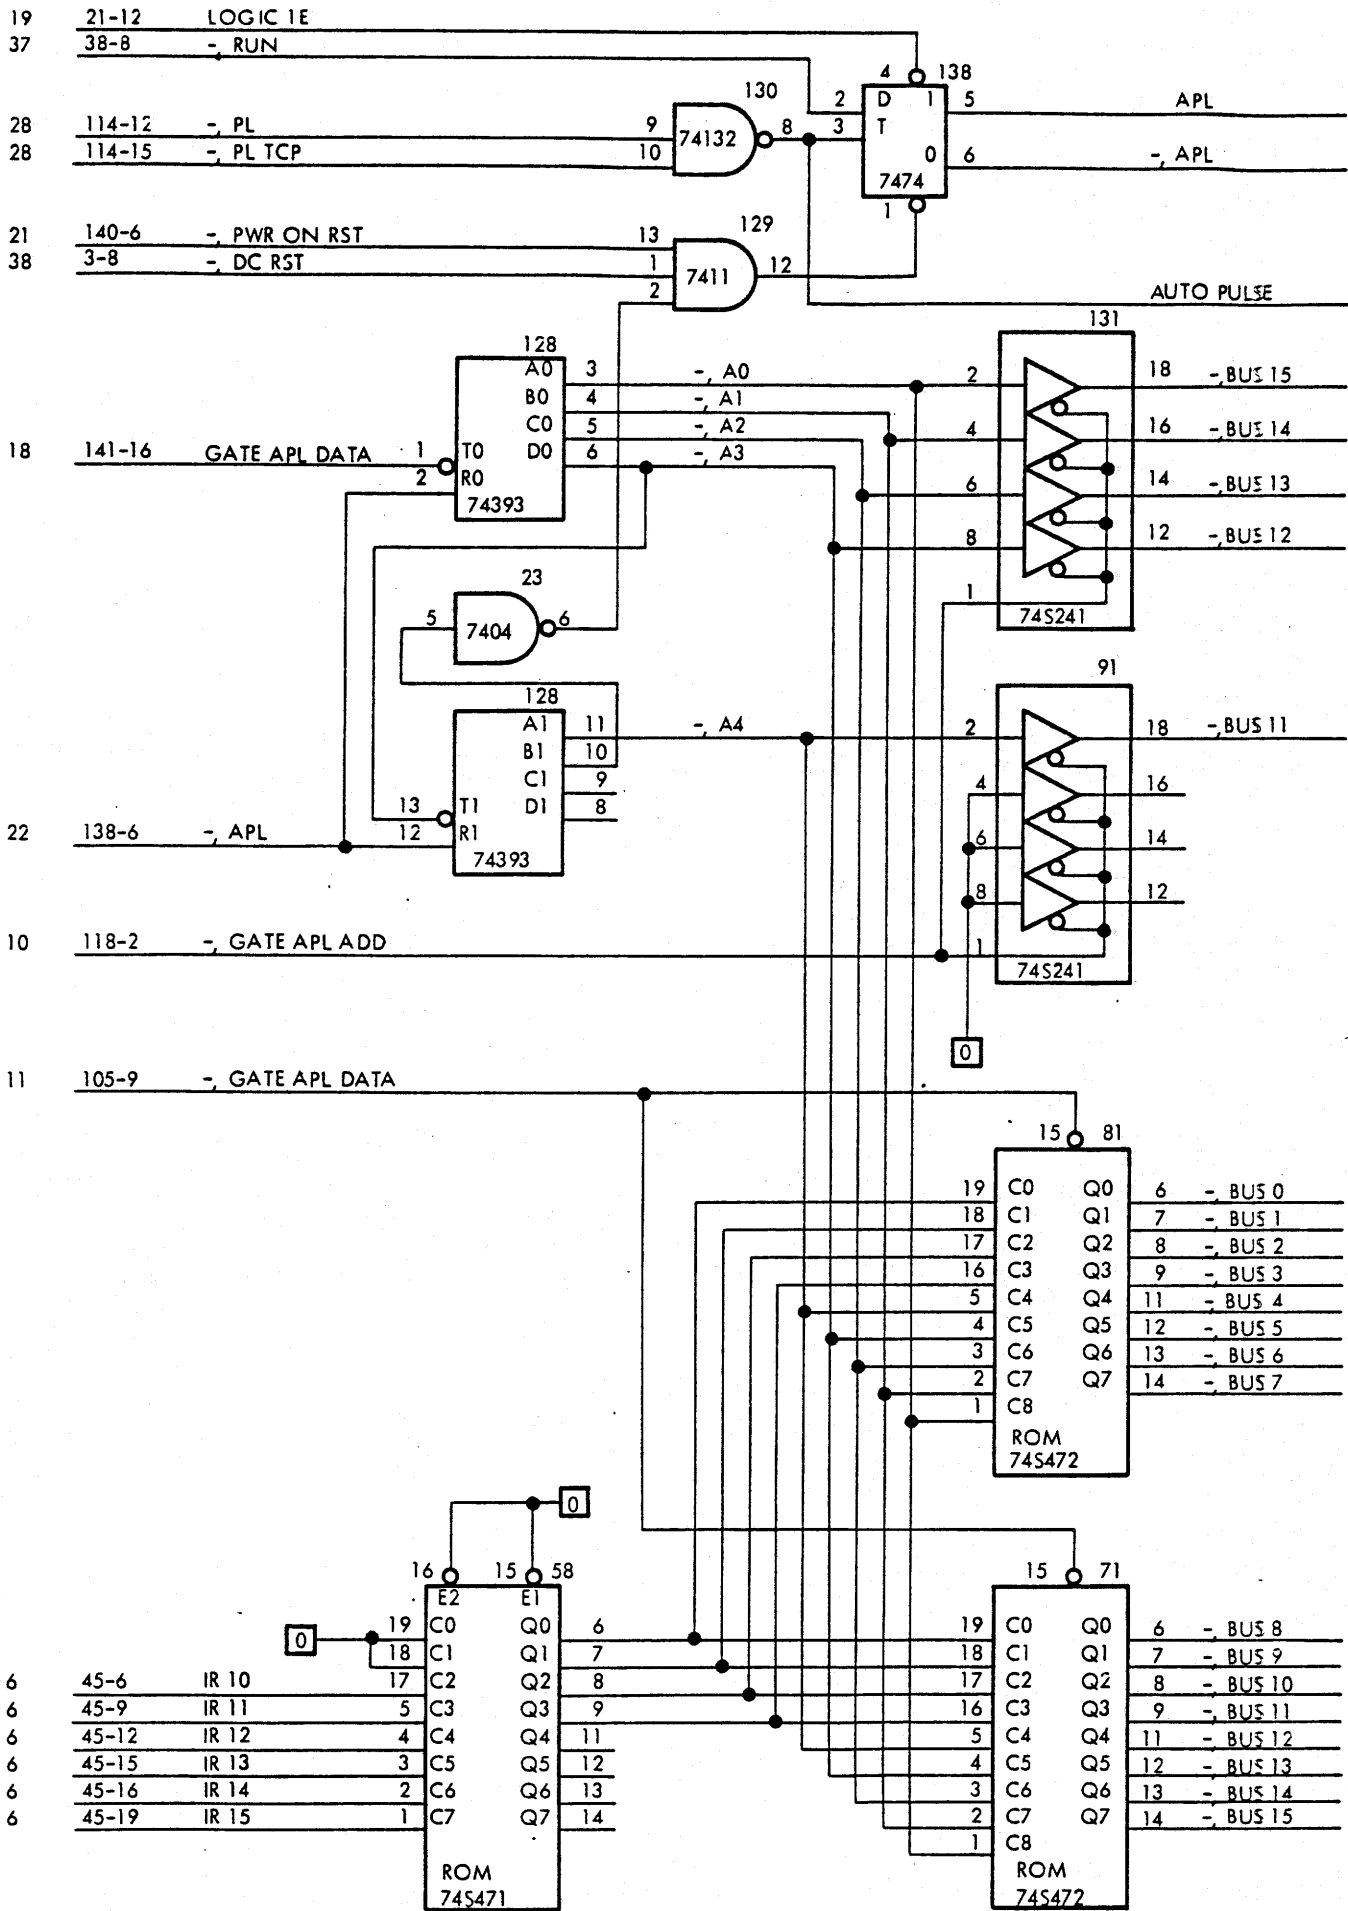 19 21-12 LOGIC 1E
37 38-8 -, RUN
4 138
130 2 D 1 5 APL
28 114-12 -, PL 9 74132 8 3 T
28 114-15 -, PL TCP 10 0 6 -, APL
7474
1
21 140-6 -, PWR ON RST 13 129
38 3-8 -, DC RST 1 7411 12
2
AUTO PULSE
128 131
A0 3 -, A0 2 18 -, BUS 15
B0 4 -, A1
C0 5 -, A2 4 16 -, BUS 14
18 141-16 GATE APL DATA 1 T0 D0 6 -, A3
2 R0 6 14 -, BUS 13
74393
8 12 -, BUS 12
23
1
5 7404 6 74S241
91
128
A1 11 -, A4 2 18 -, BUS 11
B1 10
C1 9 4 16
13 T1 D1 8
22 138-6 -, APL 12 R1 6 14
74393
8 12
10 118-2 -, GATE APL ADD 1
74S241
0
11 105-9 -, GATE APL DATA
15 81
19 C0 Q0 6 -, BUS 0
18 C1 Q1 7 -, BUS 1
17 C2 Q2 8 -, BUS 2
16 C3 Q3 9 -, BUS 3
5 C4 Q4 11 -, BUS 4
4 C5 Q5 12 -, BUS 5
3 C6 Q6 13 -, BUS 6
2 C7 Q7 14 -, BUS 7
1 C8
ROM
74S472
0
16 15 58 15 71
E2 E1
0 19 C0 Q0 6 19 C0 Q0 6 -, BUS 8
18 C1 Q1 7 18 C1 Q1 7 -, BUS 9
6 45-6 IR 10 17 C2 Q2 8 17 C2 Q2 8 -, BUS 10
6 45-9 IR 11 5 C3 Q3 9 16 C3 Q3 9 -, BUS 11
6 45-12 IR 12 4 C4 Q4 11 5 C4 Q4 11 -, BUS 12
6 45-15 IR 13 3 C5 Q5 12 4 C5 Q5 12 -, BUS 13
6 45-16 IR 14 2 C6 Q6 13 3 C6 Q6 13 -, BUS 14
6 45-19 IR 15 1 C7 Q7 14 2 C7 Q7 14 -, BUS 15
1 C8
ROM ROM
74S471 74S472